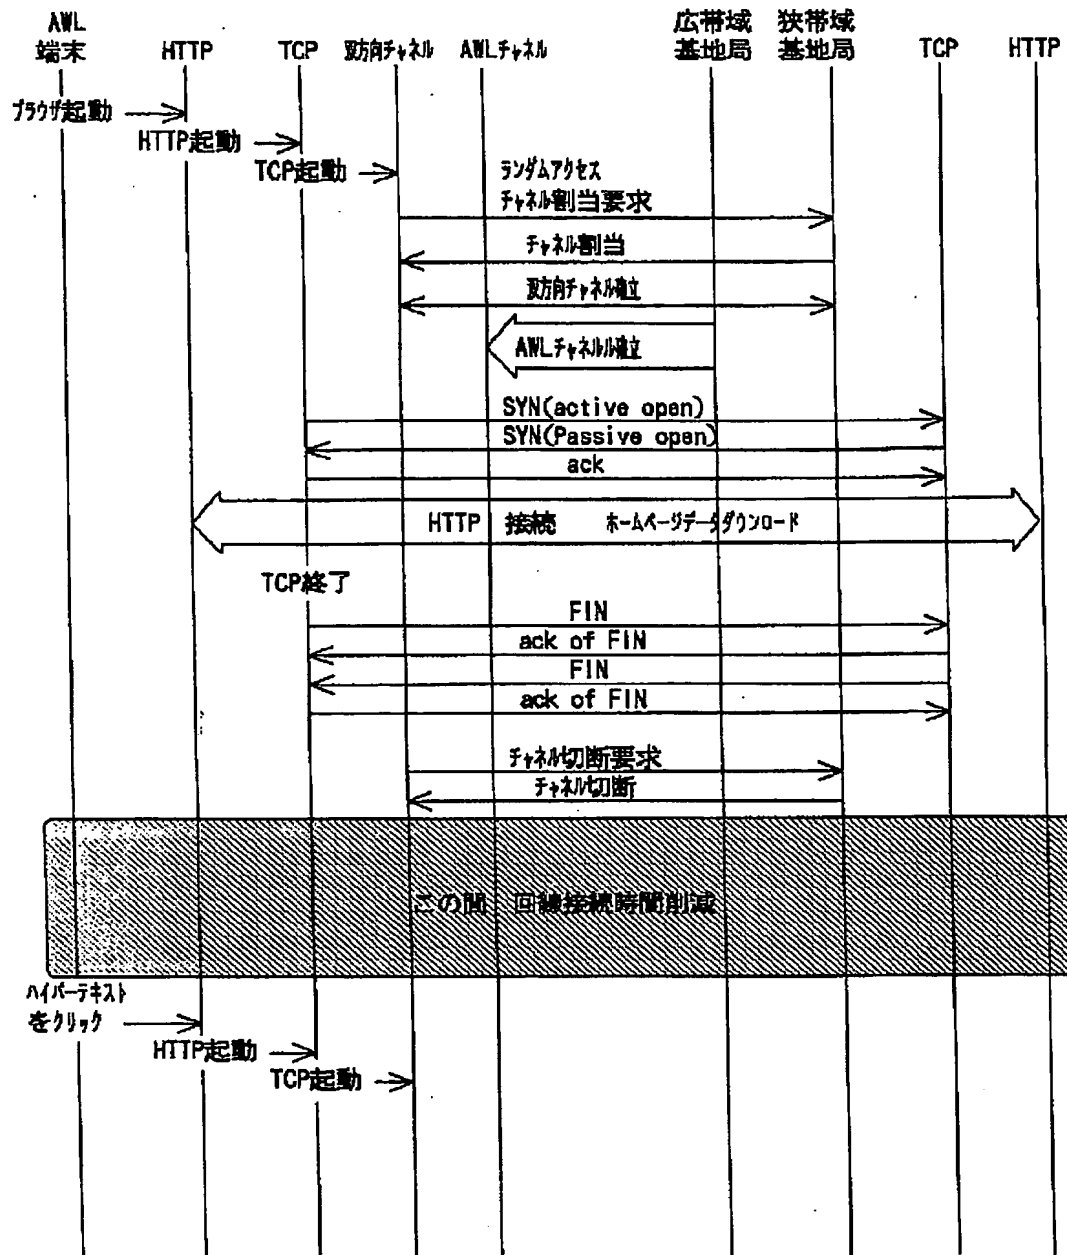 AWL
端末
HTTP
TCP
双方向チャネル
AWLチャネル
広帯域
基地局
狭帯域
基地局
TCP
HTTP
ブラウザ起動
HTTP起動
TCP起動
ランダムアクセス
チャネル割当要求
チャネル割当
双方向チャネル確立
AWLチャネルル確立
SYN(active open)
SYN(Passive open)
ack
HTTP 接続 ホームページデータダウンロード
TCP終了
FIN
ack of FIN
FIN
ack of FIN
チャネル切断要求
チャネル切断
この間 回線接続時間削減
ハイパーテキスト
をクリック
HTTP起動
TCP起動